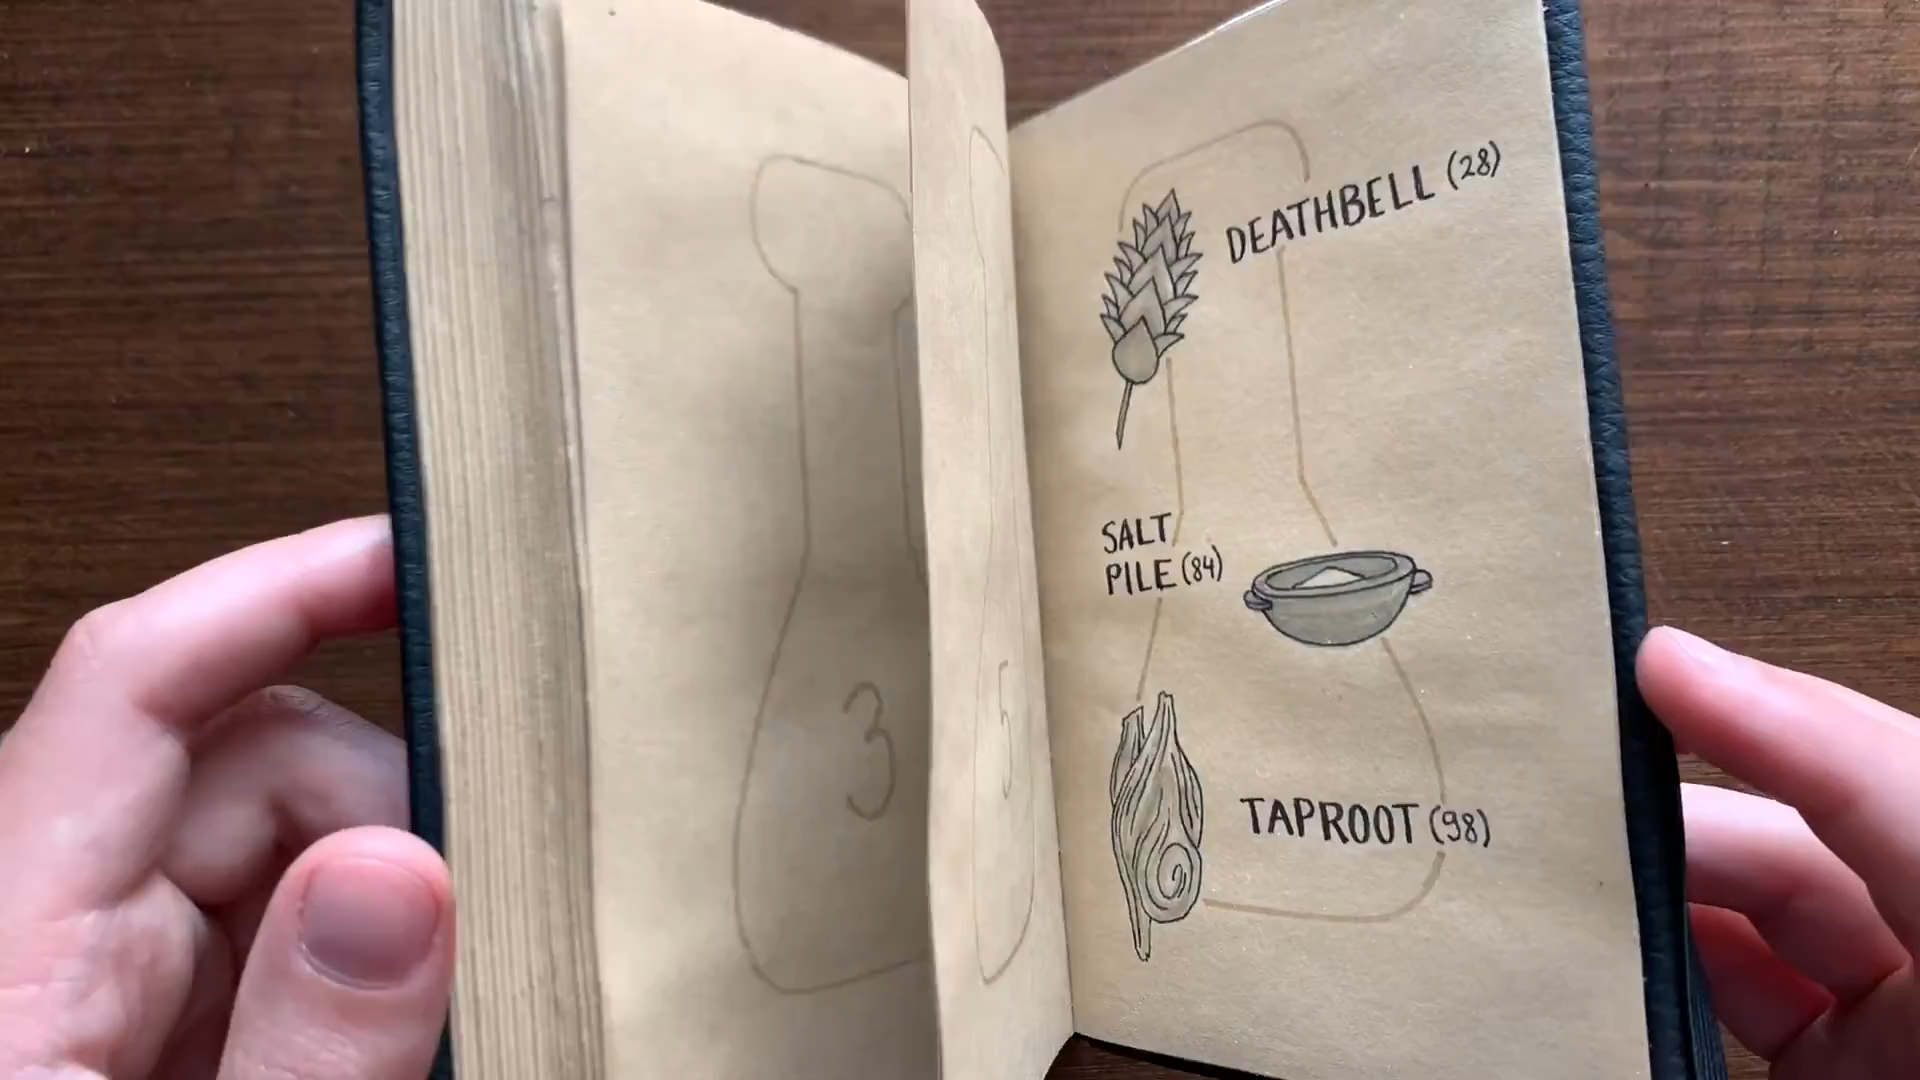 3
5
DEATHBELL (28)
SALT
PILE (84)
TAPROOT (98)